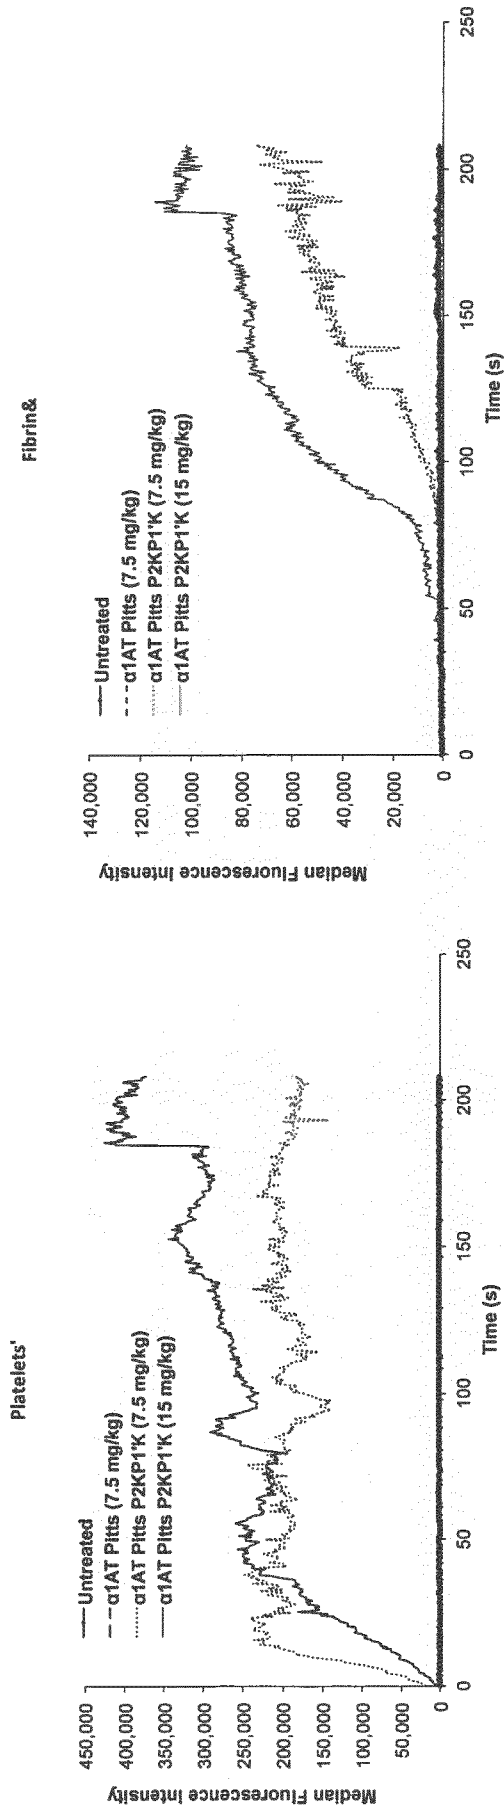 Platelets'
Median Fluorescence Intensity
450,000
400,000
350,000
300,000
250,000
200,000
150,000
100,000
50,000
0
Untreated
α1AT Pitts (7.5 mg/kg)
α1AT Pitts P2KP1'K (7.5 mg/kg)
α1AT Pitts P2KP1'K (15 mg/kg)
0
50
100
150
200
250
Time (s)
Fibrin&
Median Fluorescence Intensity
140,000
120,000
100,000
80,000
60,000
40,000
20,000
0
Untreated
α1AT Pitts (7.5 mg/kg)
α1AT Pitts P2KP1'K (7.5 mg/kg)
α1AT Pitts P2KP1'K (15 mg/kg)
0
50
100
150
200
250
Time (s)